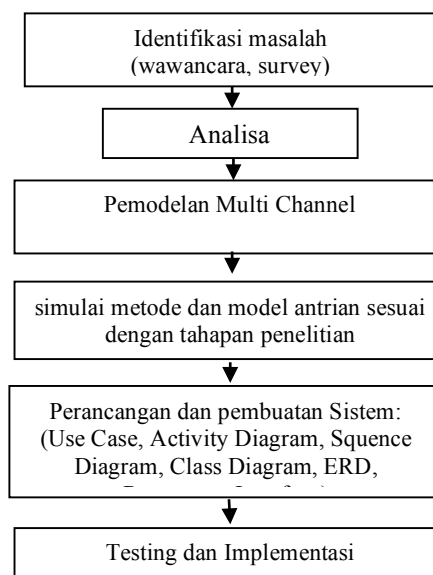 Identifikasi masalah
(wawancara, survey)
Analisa
Pemodelan Multi Channel
simulai metode dan model antrian sesuai
dengan tahapan penelitian
Perancangan dan pembuatan Sistem:
(Use Case, Activity Diagram, Squence
Diagram, Class Diagram, ERD,
Testing dan Implementasi